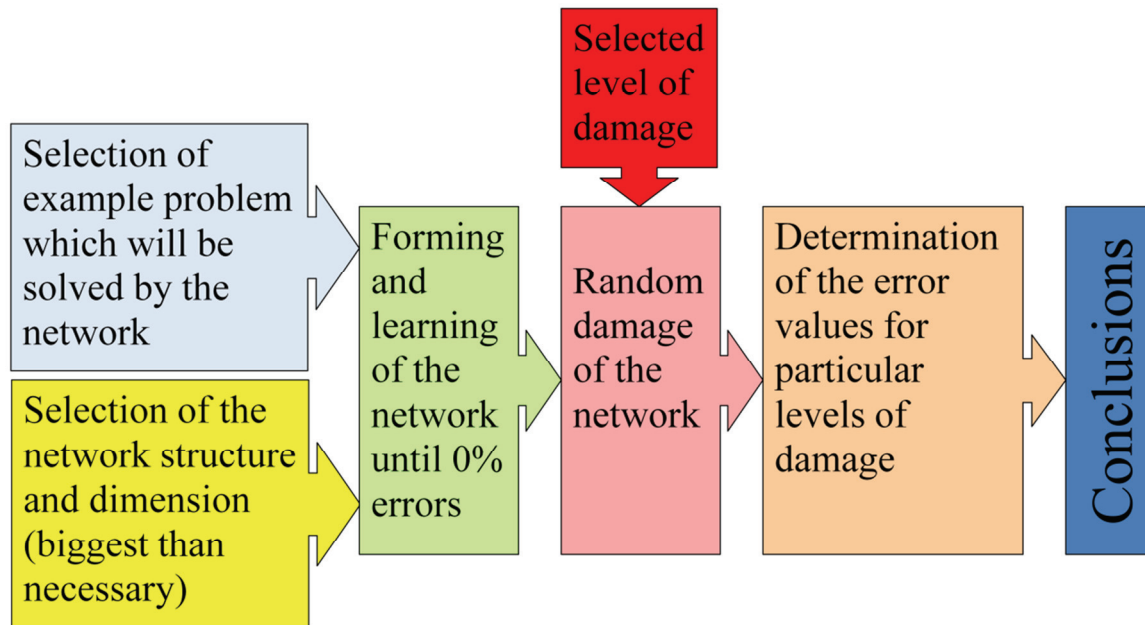 Selected
level of
damage
Selection of
example problem
which will be
solved by the
network
Selection of the
network structure
and dimension
(biggest than
necessary)
Forming
and
learning
of the
network
until 0%
errors
Random
damage
of the
network
Determination
of the error
values for
particular
levels of
damage
Conclusions